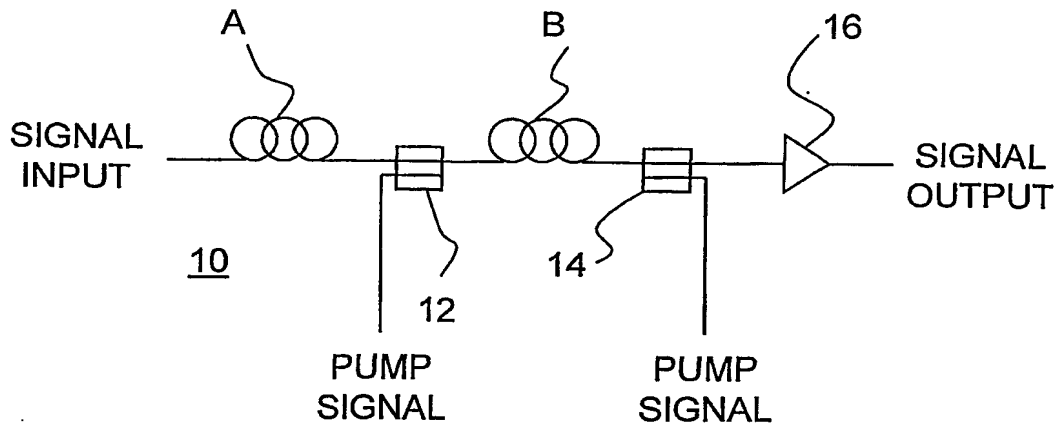 A
B
16
SIGNAL
INPUT
SIGNAL
OUTPUT
10
12
14
PUMP
SIGNAL
PUMP
SIGNAL